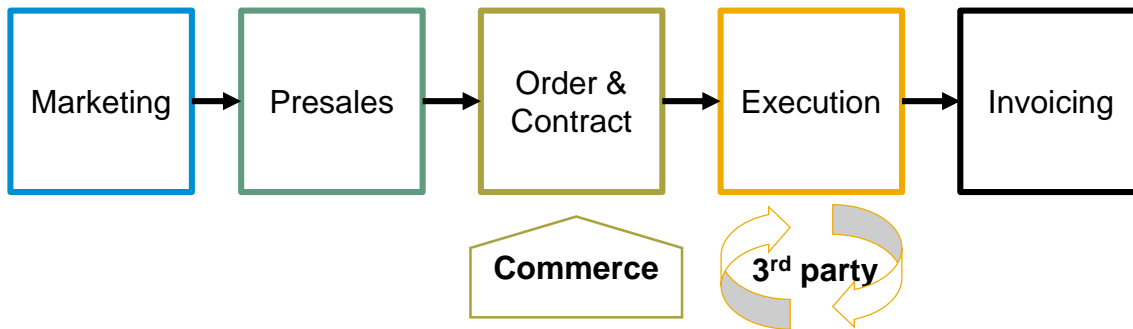 Marketing
Presales
Order &
Contract
Execution
Invoicing
Commerce
3rd party